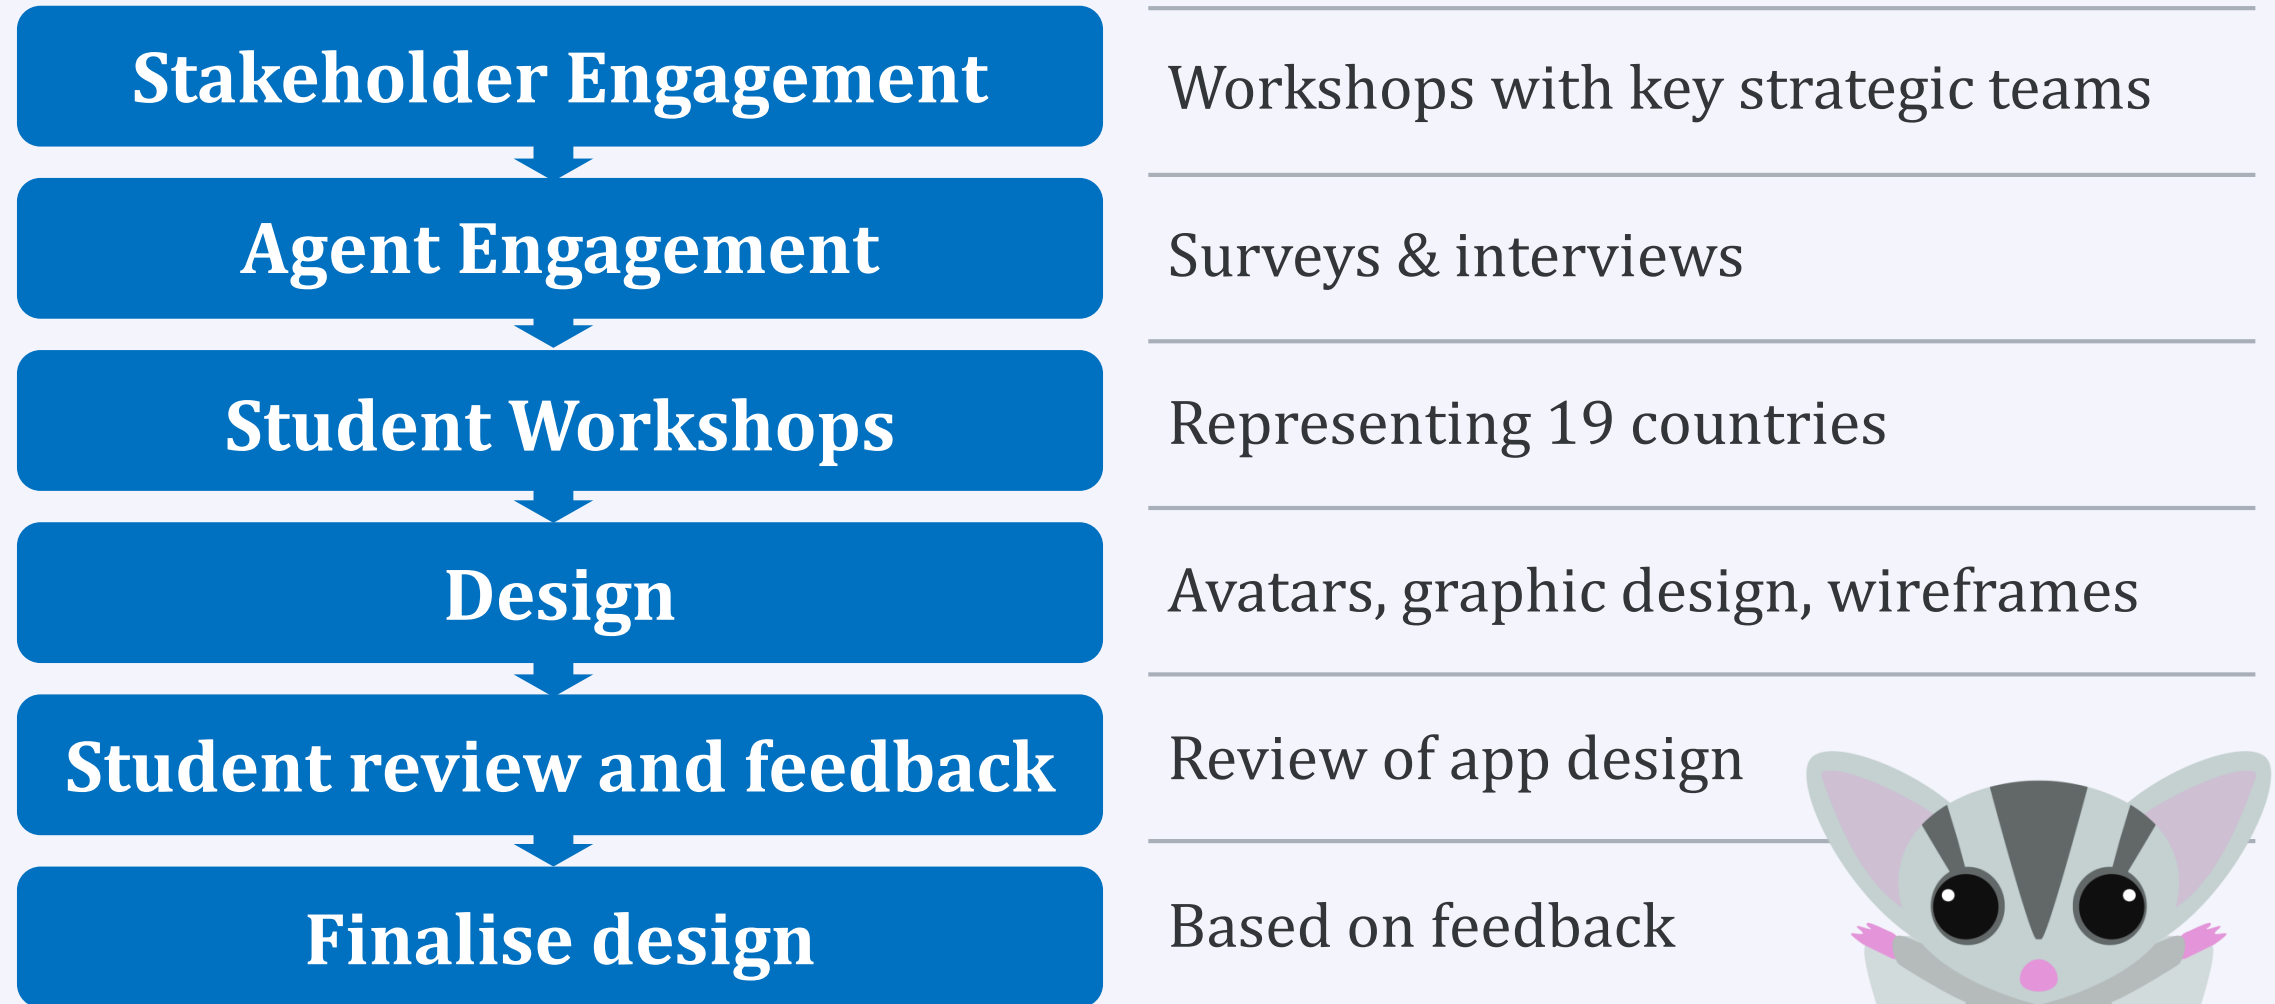 Stakeholder Engagement
Workshops with key strategic teams
Agent Engagement
Surveys & interviews
Student Workshops
Representing 19 countries
Design
Avatars, graphic design, wireframes
Student review and feedback
Review of app design
Finalise design
Based on feedback